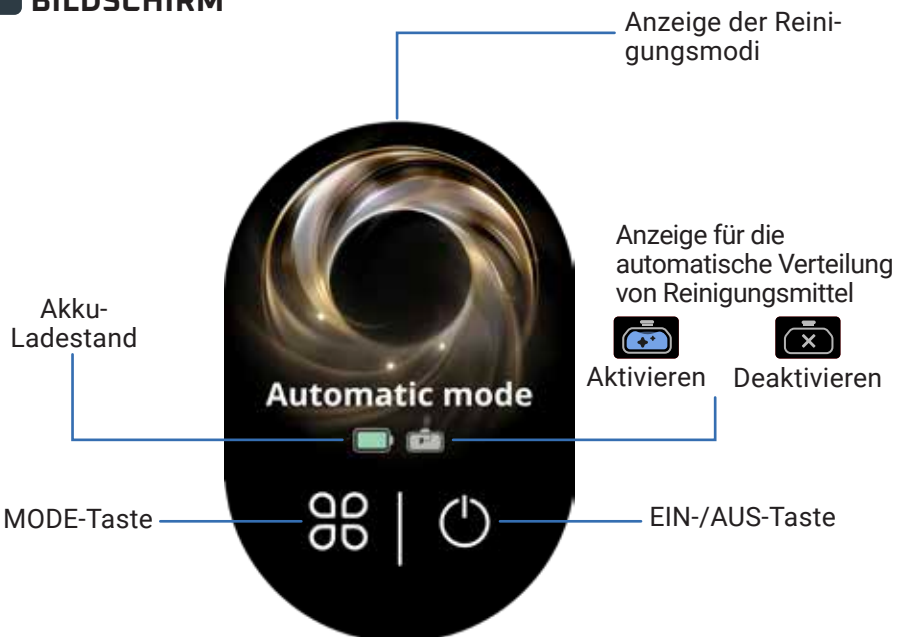 BILDSCHIRM
Anzeige der Reini-
gungsmodi
Anzeige für die
automatische Verteilung
von Reinigungsmittel
Aktivieren Deaktivieren
Akku-
Ladestand
Automatic mode
MODE-Taste
EIN-/AUS-Taste